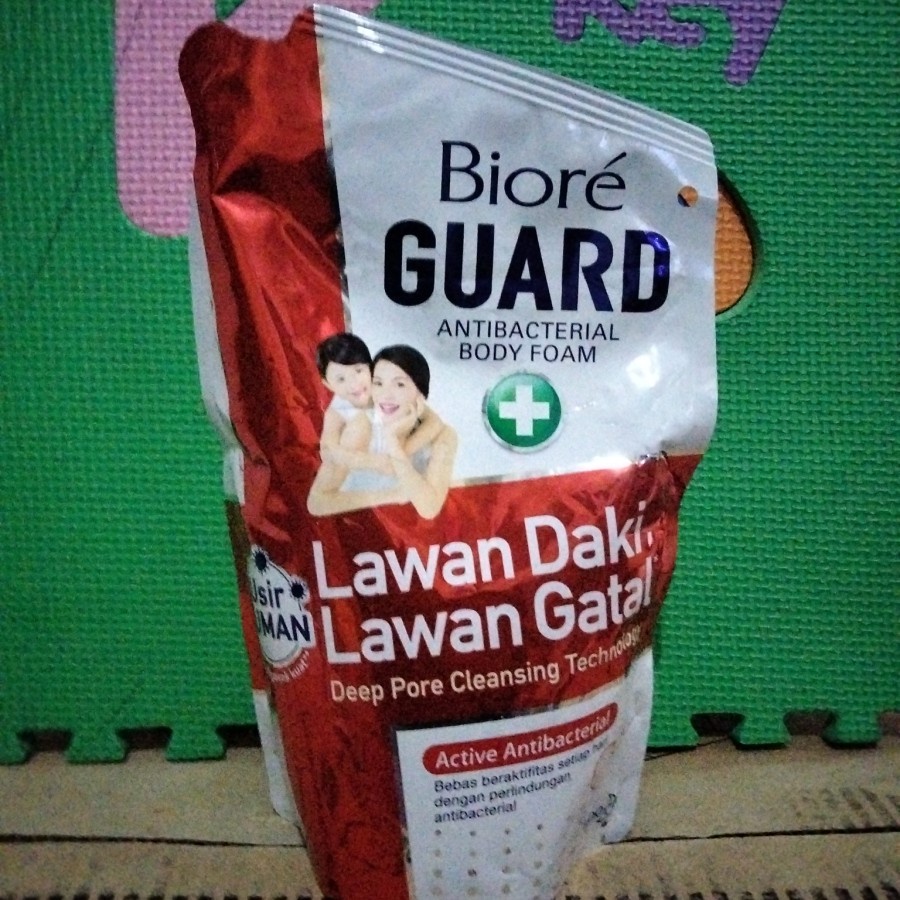 Bioré
GUARD
ANTIBACTERIAL
BODY FOAM
Lawan Daki,
Lawan Gatal
Deep Pore Cleansing Technology
Active Antibacterial
Bebas beraktifitas setiap
dengan perlindungan
antibacterial